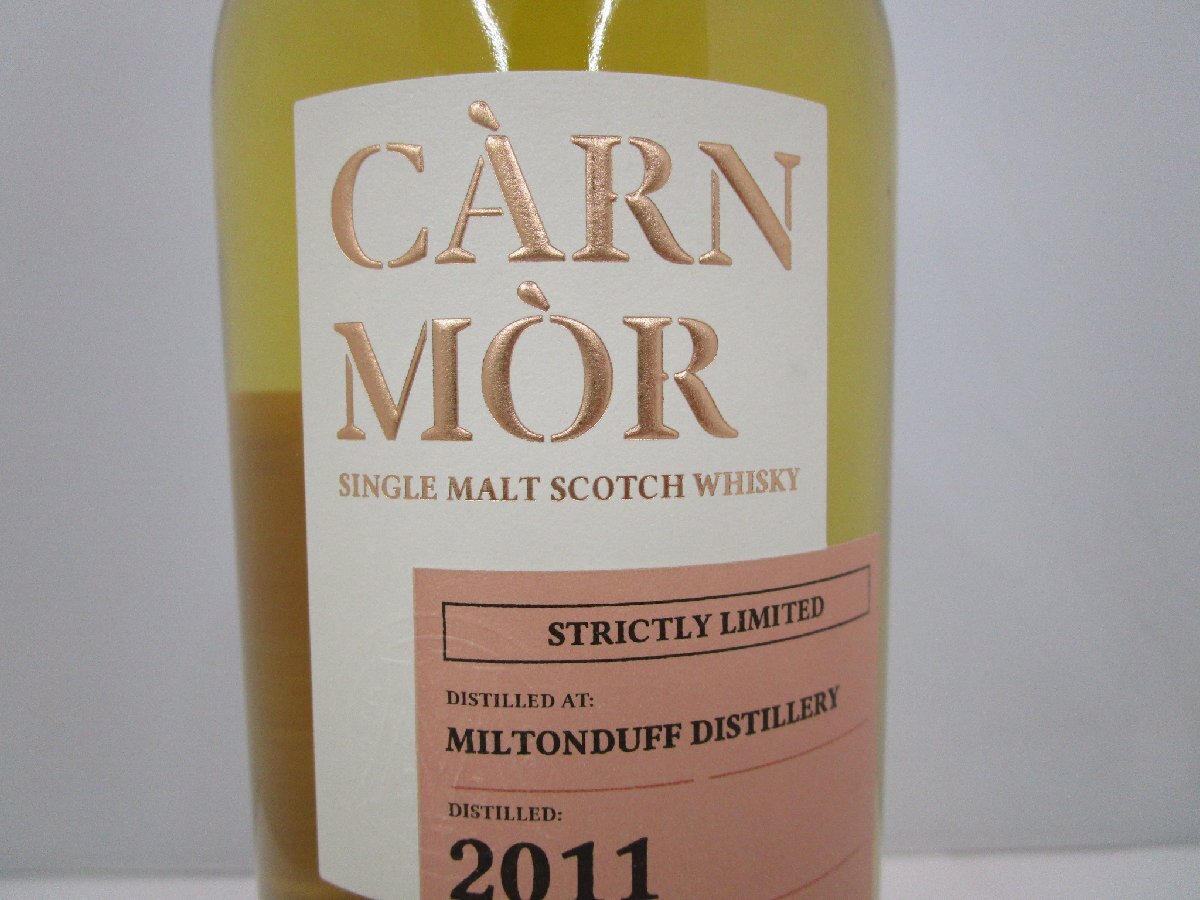 CÀRN
MÒR
SINGLE MALT SCOTCH WHISKY
STRICTLY LIMITED
DISTILLED AT:
MILTONDUFF DISTILLERY
DISTILLED:
2011